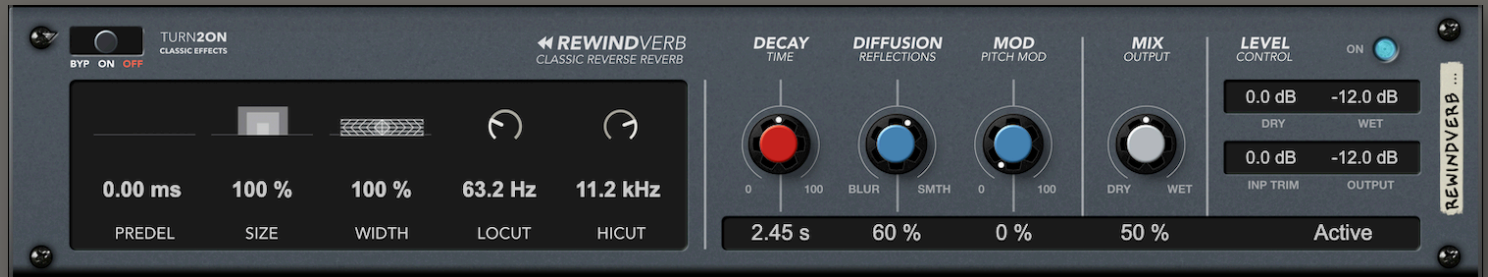 TURN2ON
CLASSIC EFFECTS
BYP ON OFF
REWINDVERB
CLASSIC REVERSE REVERB
0.00 ms 100 % 100 % 63.2 Hz 11.2 kHz
PREDEL SIZE WIDTH LOCUT HICUT
DECAY DIFFUSION MOD MIX
TIME REFLECTIONS PITCH MOD OUTPUT
0 100 BLUR SMTH 0 100 DRY WET
2.45 s 60 % 0 % 50 % Active
LEVEL
CONTROL
ON
0.0 dB -12.0 dB
DRY WET
0.0 dB -12.0 dB
INP TRIM OUTPUT
REWINDVERB ...